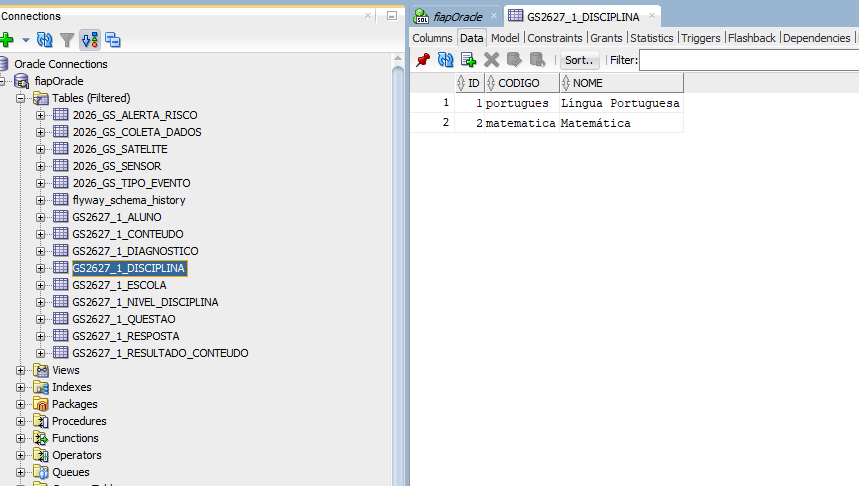 Connections
Oracle Connections
fiapOracle
Tables (Filtered)
2026_GS_ALERTA_RISCO
2026_GS_COLETA_DADOS
2026_GS_SATELITE
2026_GS_SENSOR
2026_GS_TIPO_EVENTO
flyway_schema_history
GS2627_1_ALUNO
GS2627_1_CONTEUDO
GS2627_1_DIAGNOSTICO
GS2627_1_DISCIPLINA
GS2627_1_ESCOLA
GS2627_1_NIVEL_DISCIPLINA
GS2627_1_QUESTAO
GS2627_1_RESPOSTA
GS2627_1_RESULTADO_CONTEUDO
Views
Indexes
Packages
Procedures
Functions
Operators
Queues
fiapOracle GS2627_1_DISCIPLINA
Columns Data Model Constraints Grants Statistics Triggers Flashback Dependencies
Sort.. Filter:
ID CODIGO NOME
1 1 portugues Língua Portuguesa
2 2 matematica Matemática